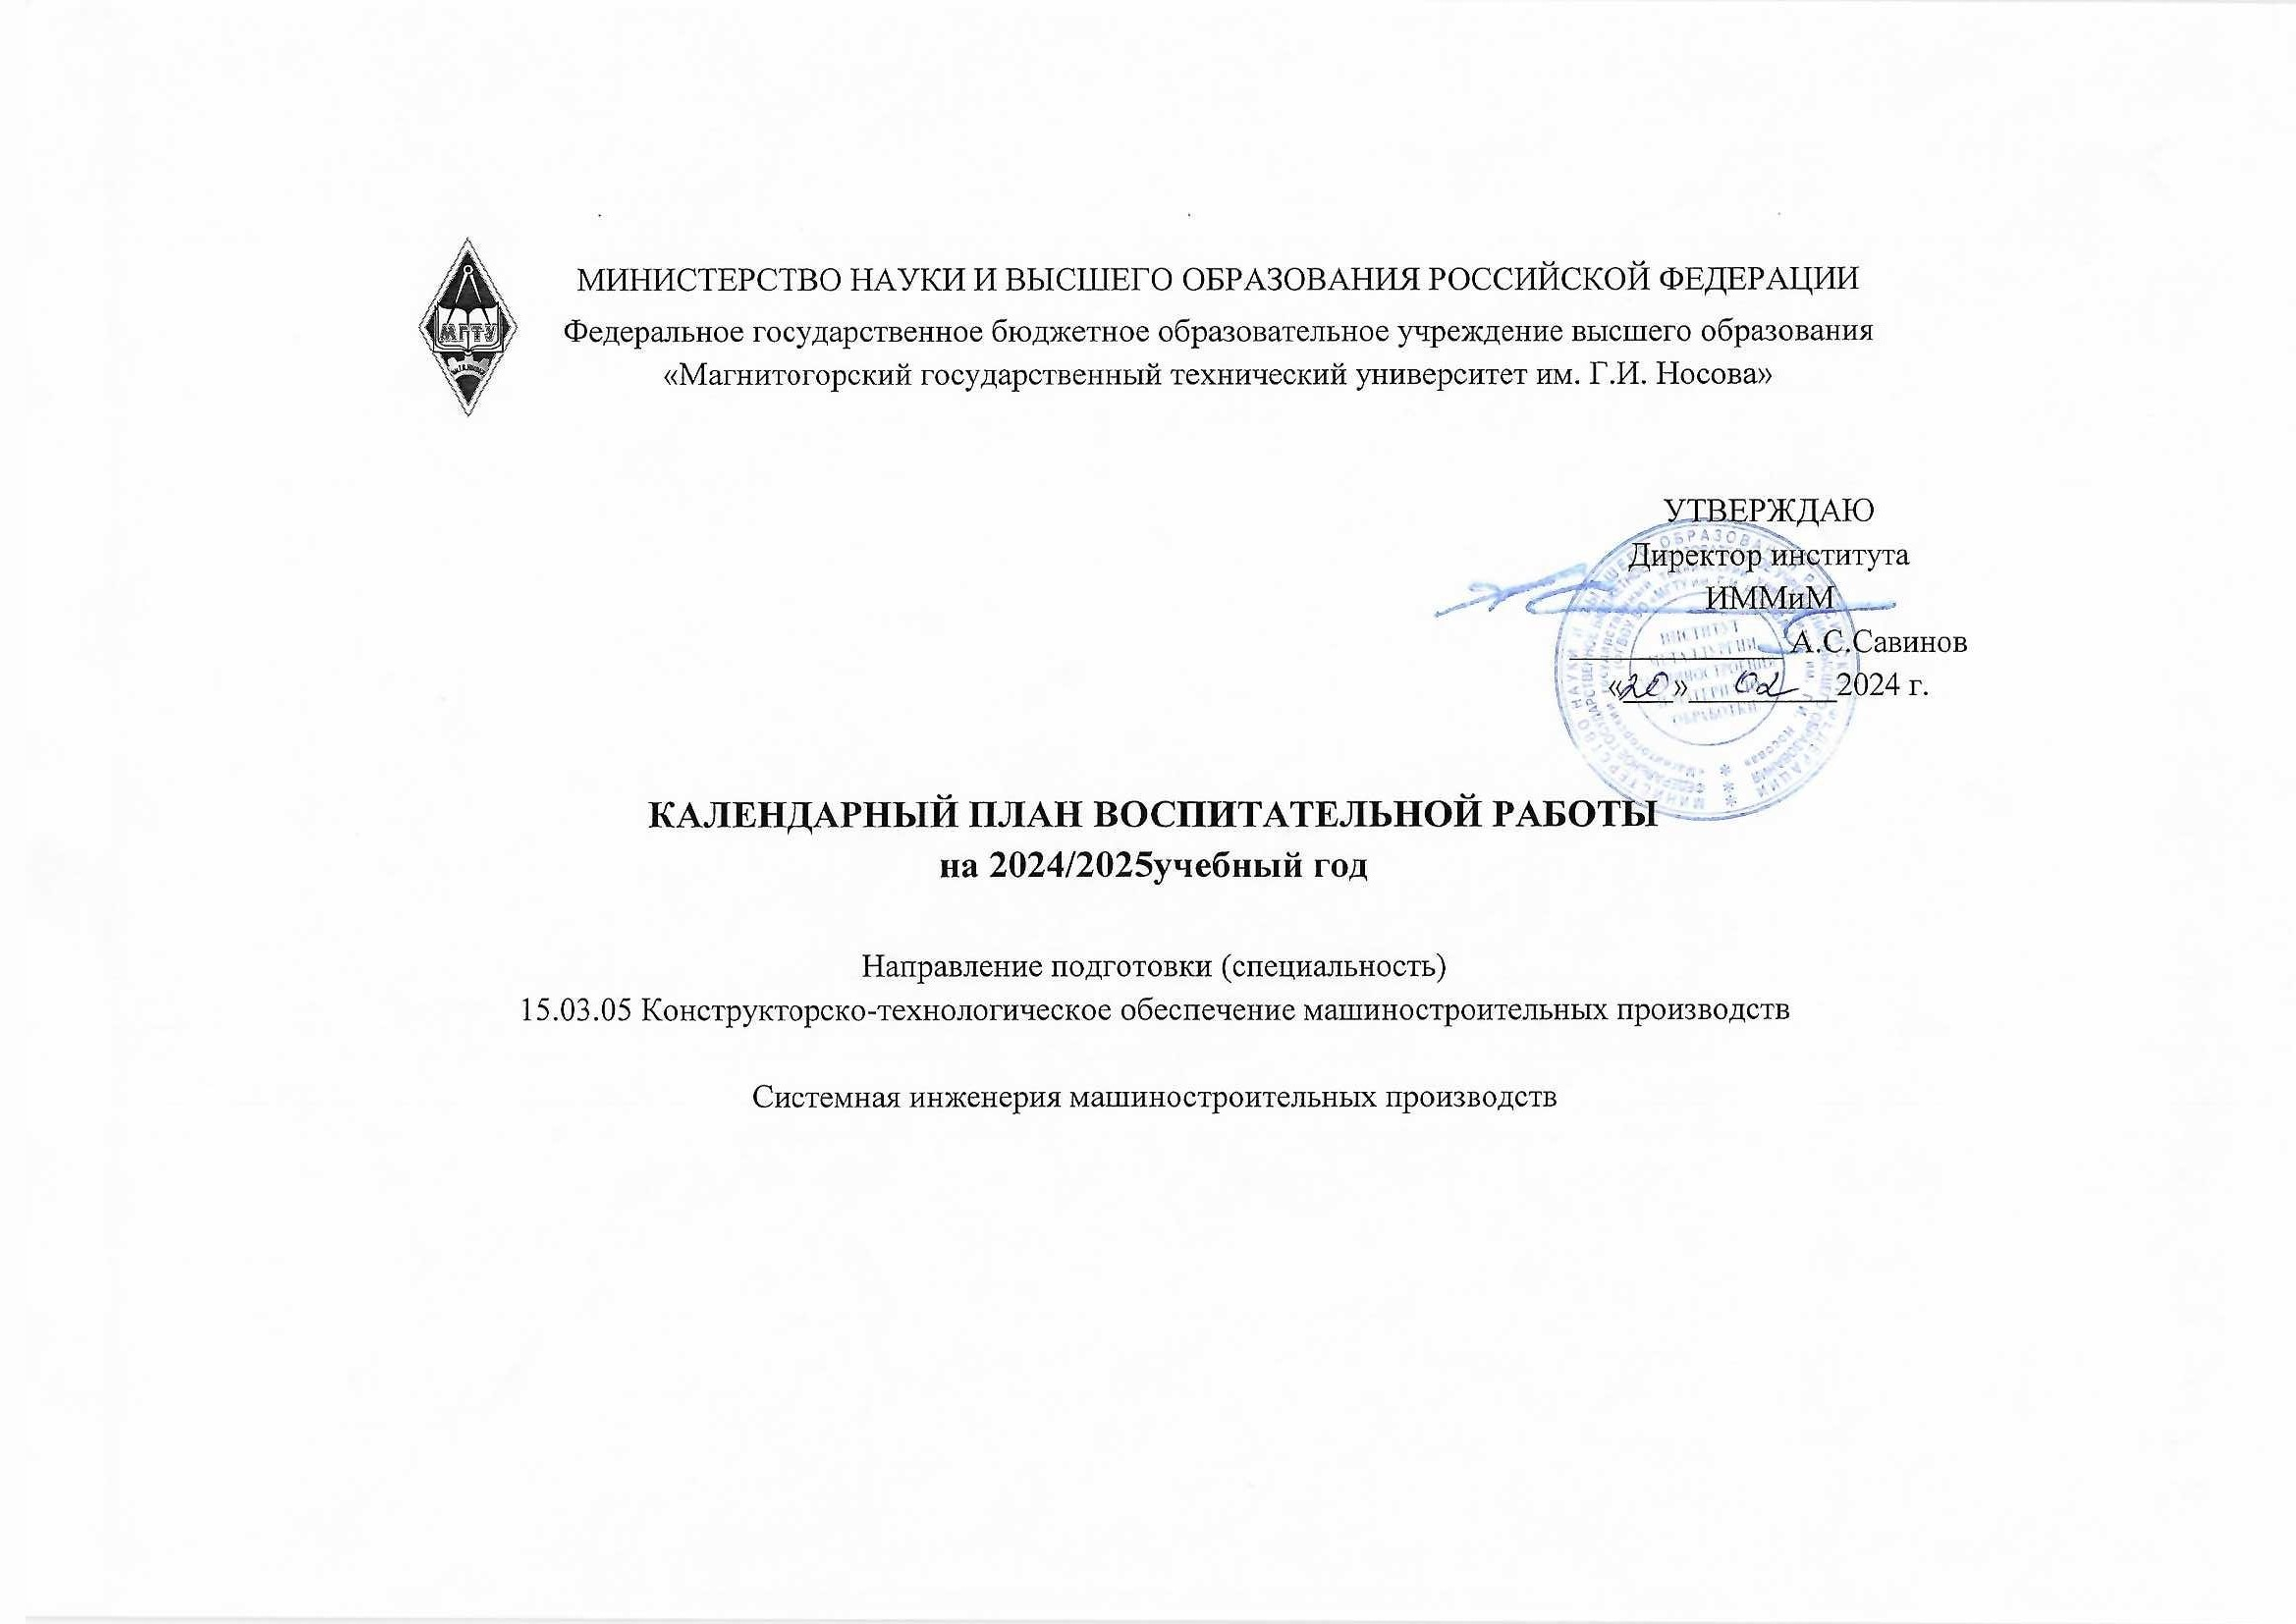 МИНИСТЕРСТВО НАУКИ И ВЫСШЕГО ОБРАЗОВАНИЯ РОССИЙСКОЙ ФЕДЕРАЦИИ
МГТУ
Федеральное государственное бюджетное образовательное учреждение высшего образования
«Магнитогорский государственный технический университет им. Г.И. Носова»
УТВЕРЖДАЮ
Директор института
ИММиМ
А.С.Савинов
«20» 02 2024 г.
КАЛЕНДАРНЫЙ ПЛАН ВОСПИТАТЕЛЬНОЙ РАБОТЫ
на 2024/2025учебный год
Направление подготовки (специальность)
15.03.05 Конструкторско-технологическое обеспечение машиностроительных производств
Системная инженерия машиностроительных производств